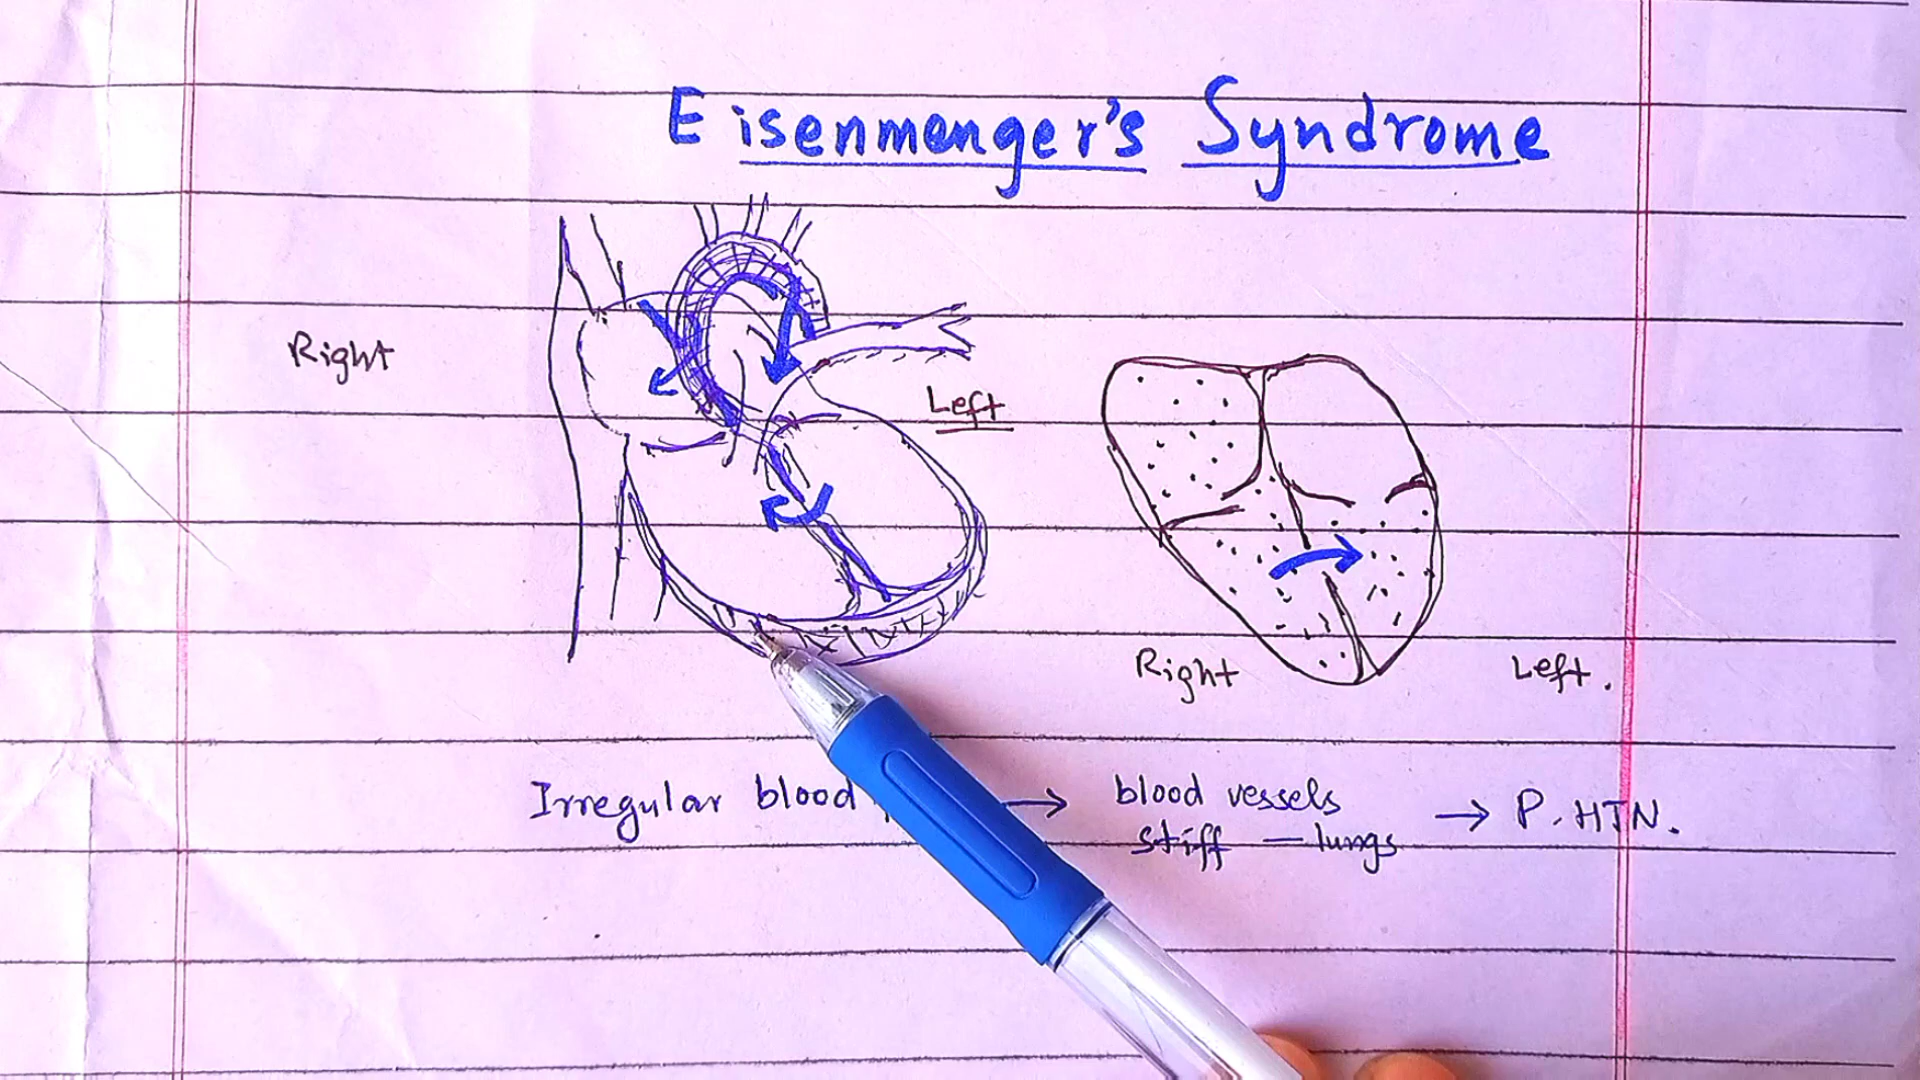 Eisenmenger's Syndrome
Right
Left
Right
Left.
Irregular blood → blood vessels → P. HTN.
stiff — lungs